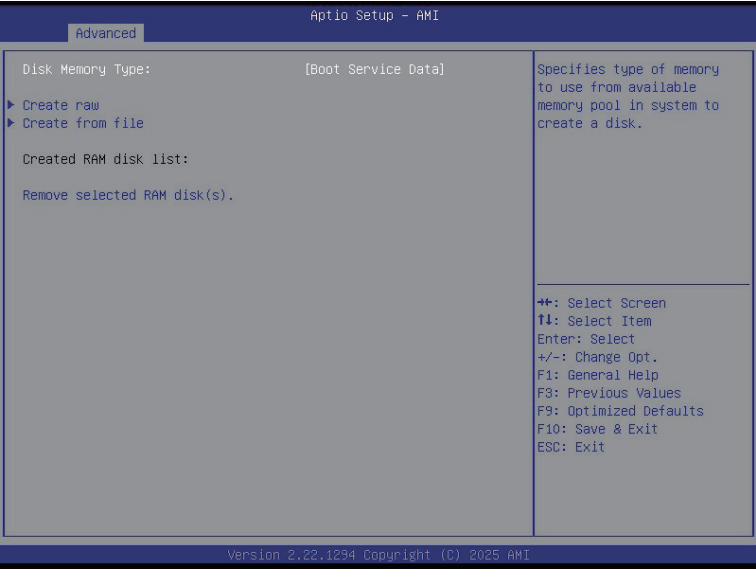 Aptio Setup – AMI
Advanced
Disk Memory Type: [Boot Service Data]
Create raw
Create from file
Created RAM disk list:
Remove selected RAM disk(s).
Specifies type of memory
to use from available
memory pool in system to
create a disk.
→←: Select Screen
↑↓: Select Item
Enter: Select
+/-: Change Opt.
F1: General Help
F3: Previous Values
F9: Optimized Defaults
F10: Save & Exit
ESC: Exit
Version 2.22.1294 Copyright (C) 2025 AMI